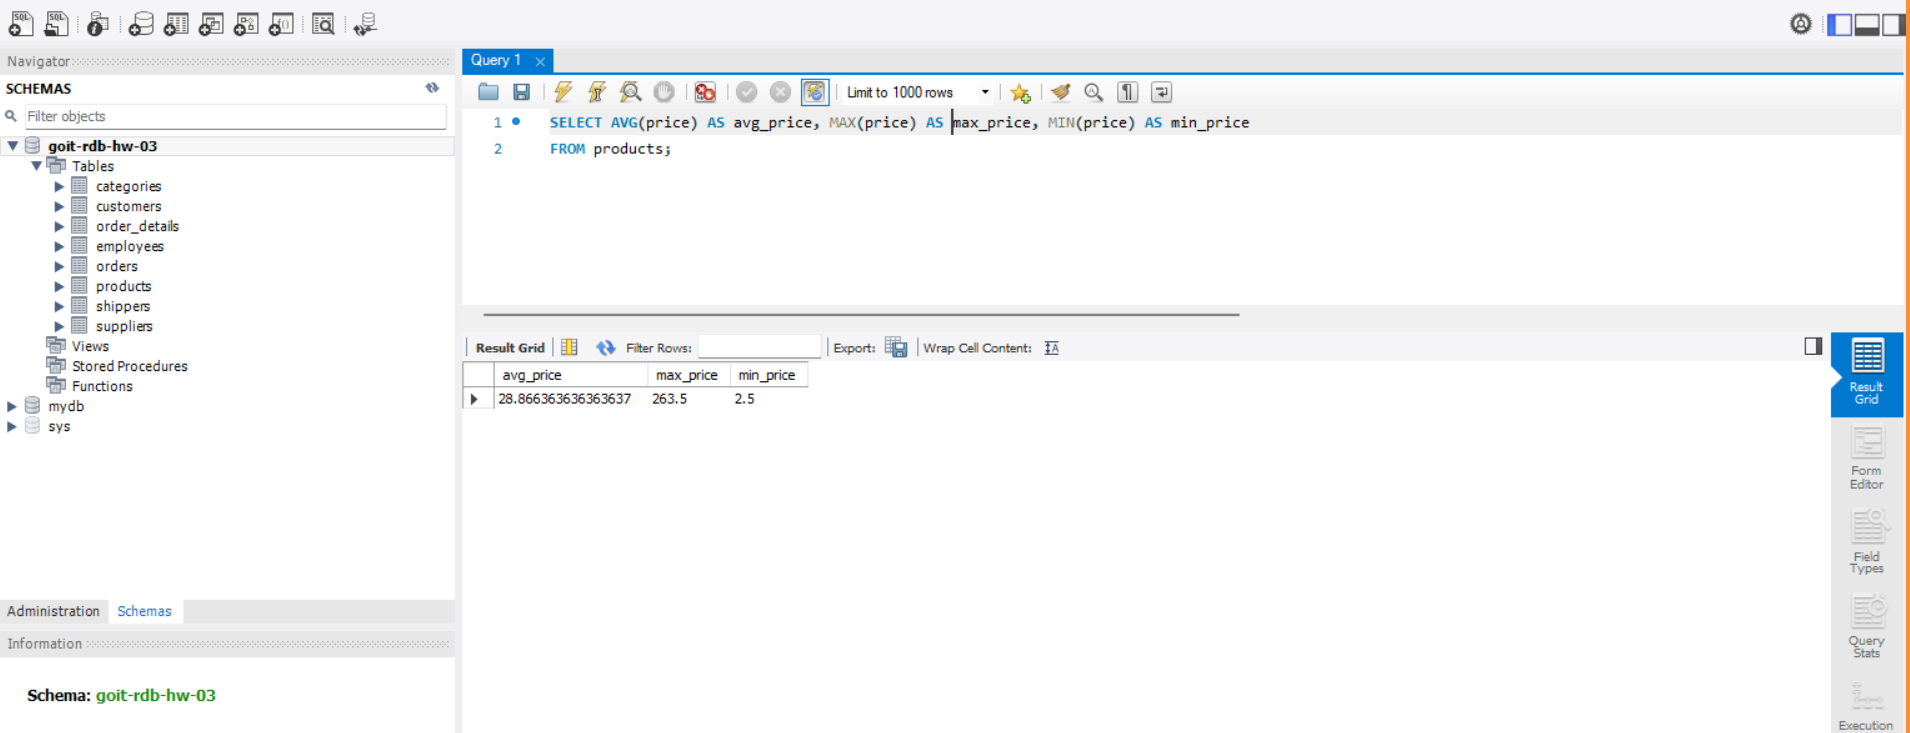 Navigator
SCHEMAS
Filter objects
goit-rdb-hw-03
Tables
categories
customers
order_details
employees
orders
products
shippers
suppliers
Views
Stored Procedures
Functions
mydb
sys
Administration Schemas
Information
Schema: goit-rdb-hw-03
Query 1
Limit to 1000 rows
1 SELECT AVG(price) AS avg_price, MAX(price) AS max_price, MIN(price) AS min_price
2 FROM products;
Result Grid Filter Rows: Export: Wrap Cell Content: IA
avg_price max_price min_price
28.866363636363637 263.5 2.5
Result
Grid
Form
Editor
Field
Types
Query
Stats
Execution